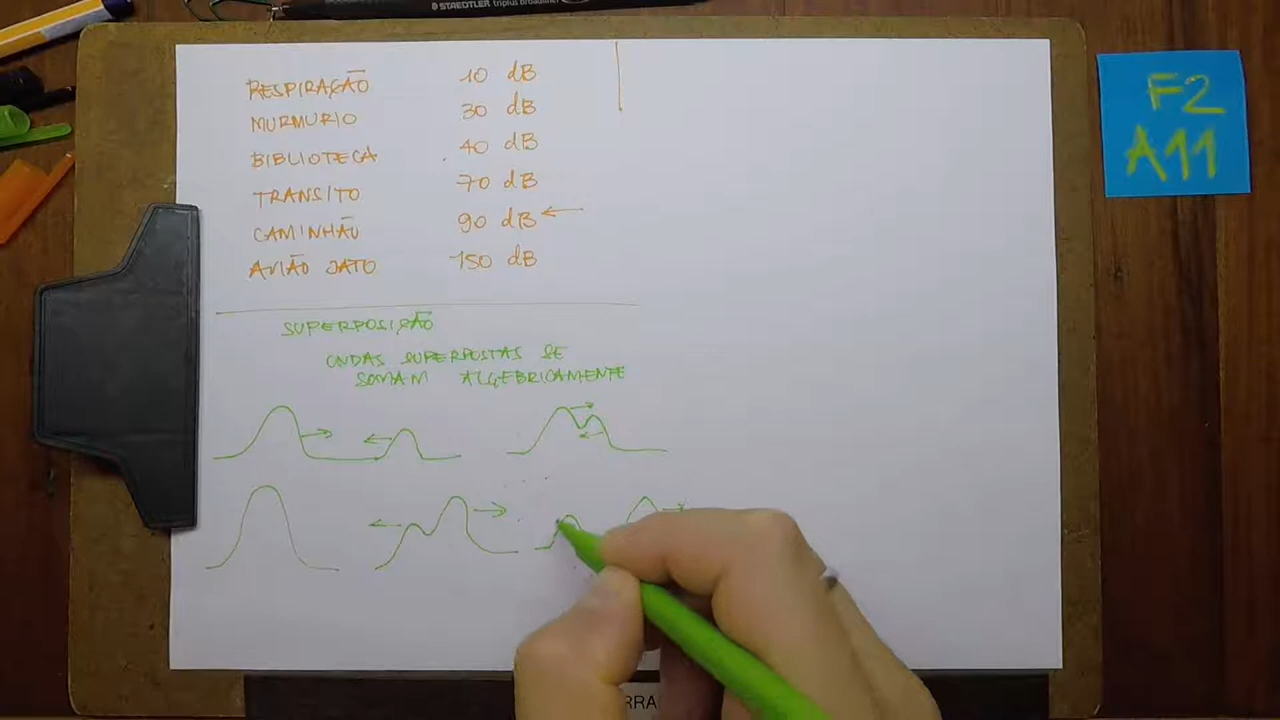 STAEDTLER triplus broadliner
RESPIRAÇÃO 10 dB
MURMURIO 30 dB
BIBLIOTECA 40 dB
TRANSITO 70 dB
CAMINHÃO 90 dB
AVIÃO JATO 150 dB
SUPERPOSIÇÃO
ONDAS SUPERPOSTAS SE
SOMAM ALGEBRICAMENTE
F2
A11